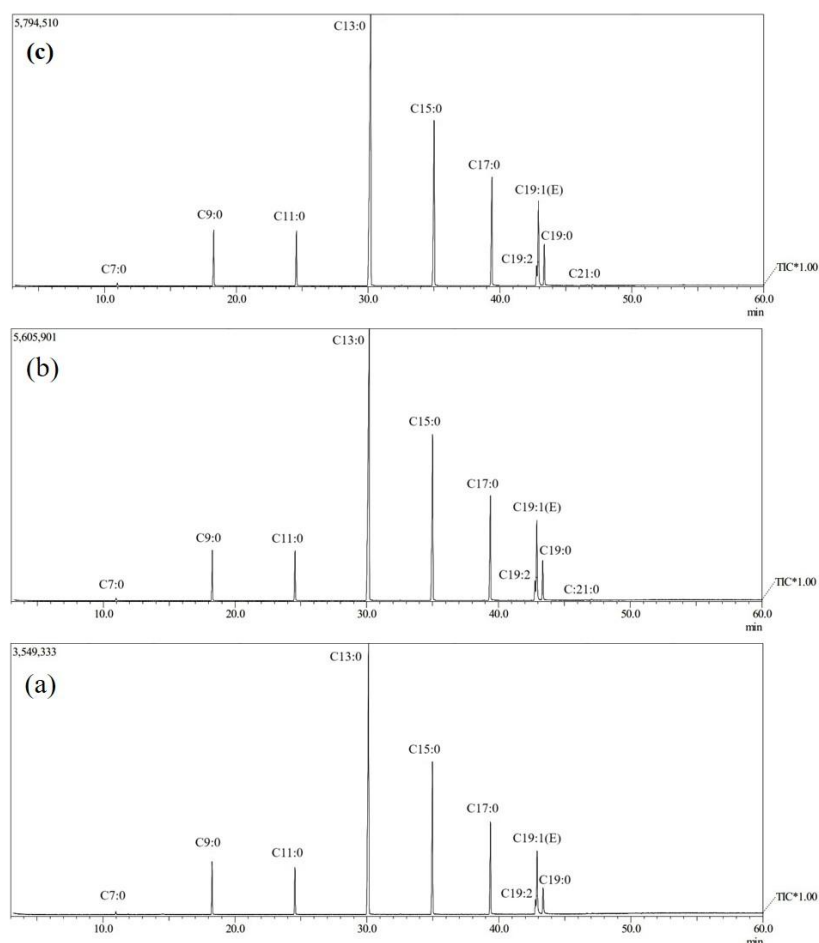 5,794,510
(c)
C13:0
C15:0
C17:0
C19:1(E)
C9:0
C11:0
C19:0
C19:2
C7:0
C21:0
TIC*1.00
10.0 20.0 30.0 40.0 50.0 60.0
min
5,605,901
(b)
C13:0
C15:0
C17:0
C19:1(E)
C9:0
C11:0
C19:0
C19:2
C7:0
C:21:0
TIC*1.00
10.0 20.0 30.0 40.0 50.0 60.0
min
3,549,333
(a)
C13:0
C15:0
C17:0
C19:1(E)
C9:0
C11:0
C19:0
C19:2
C7:0
TIC*1.00
10.0 20.0 30.0 40.0 50.0 60.0
min